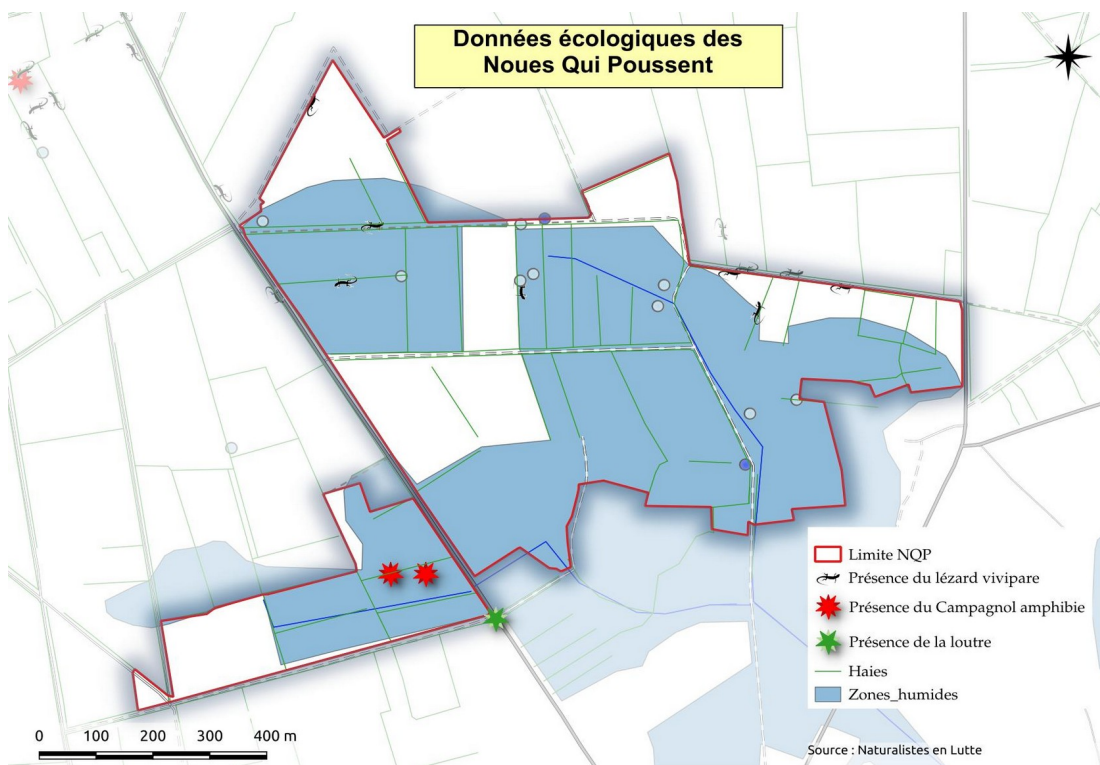 Données écologiques des
Noues Qui Poussent
Limite NQP
Présence du lézard vivipare
Présence du Campagnol amphibie
Présence de la loutre
Haies
Zones_humides
0 100 200 300 400 m
Source : Naturalistes en Lutte